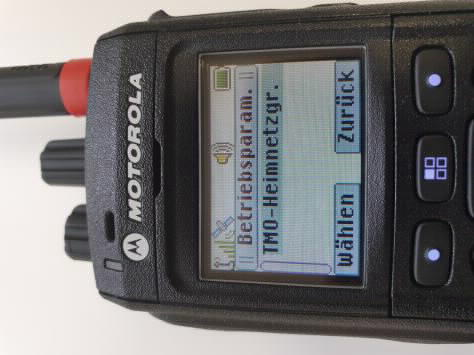 MOTOROLA
Betriebsparam.
TMO-Heimnetzgr.
Wählen Zurück